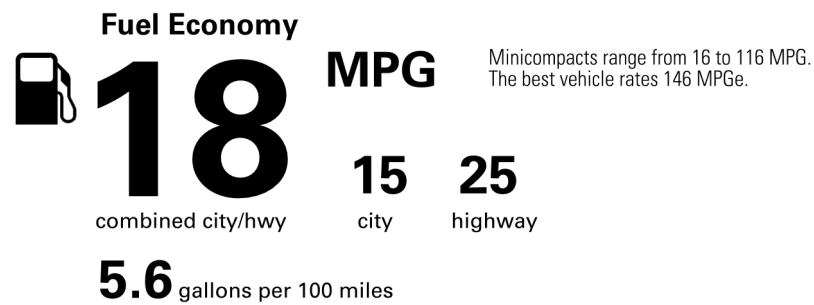 Fuel Economy
18
MPG
Minicompacts range from 16 to 116 MPG.
The best vehicle rates 146 MPGe.
combined city/hwy
15
city
25
highway
5.6 gallons per 100 miles